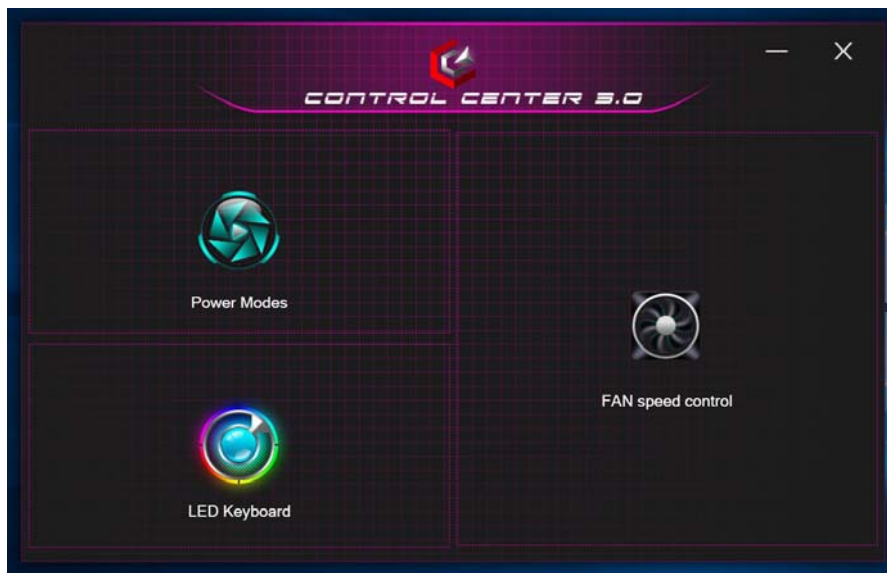 CONTROL CENTER 3.0
Power Modes
FAN speed control
LED Keyboard